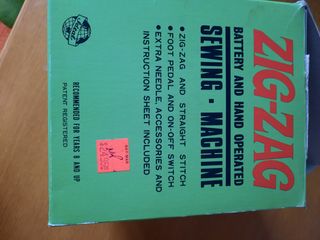 ZIG-ZAG
BATTERY AND HAND OPERATED
SEWING • MACHINE
• ZIG-ZAG AND STRAIGHT STITCH
• FOOT PEDAL AND ON-OFF SWITCH
• EXTRA NEEDLE, ACCESSORIES AND
INSTRUCTION SHEET INCLUDED
RECOMMENDED FOR YEARS 8 AND UP
PATENT REGISTERED